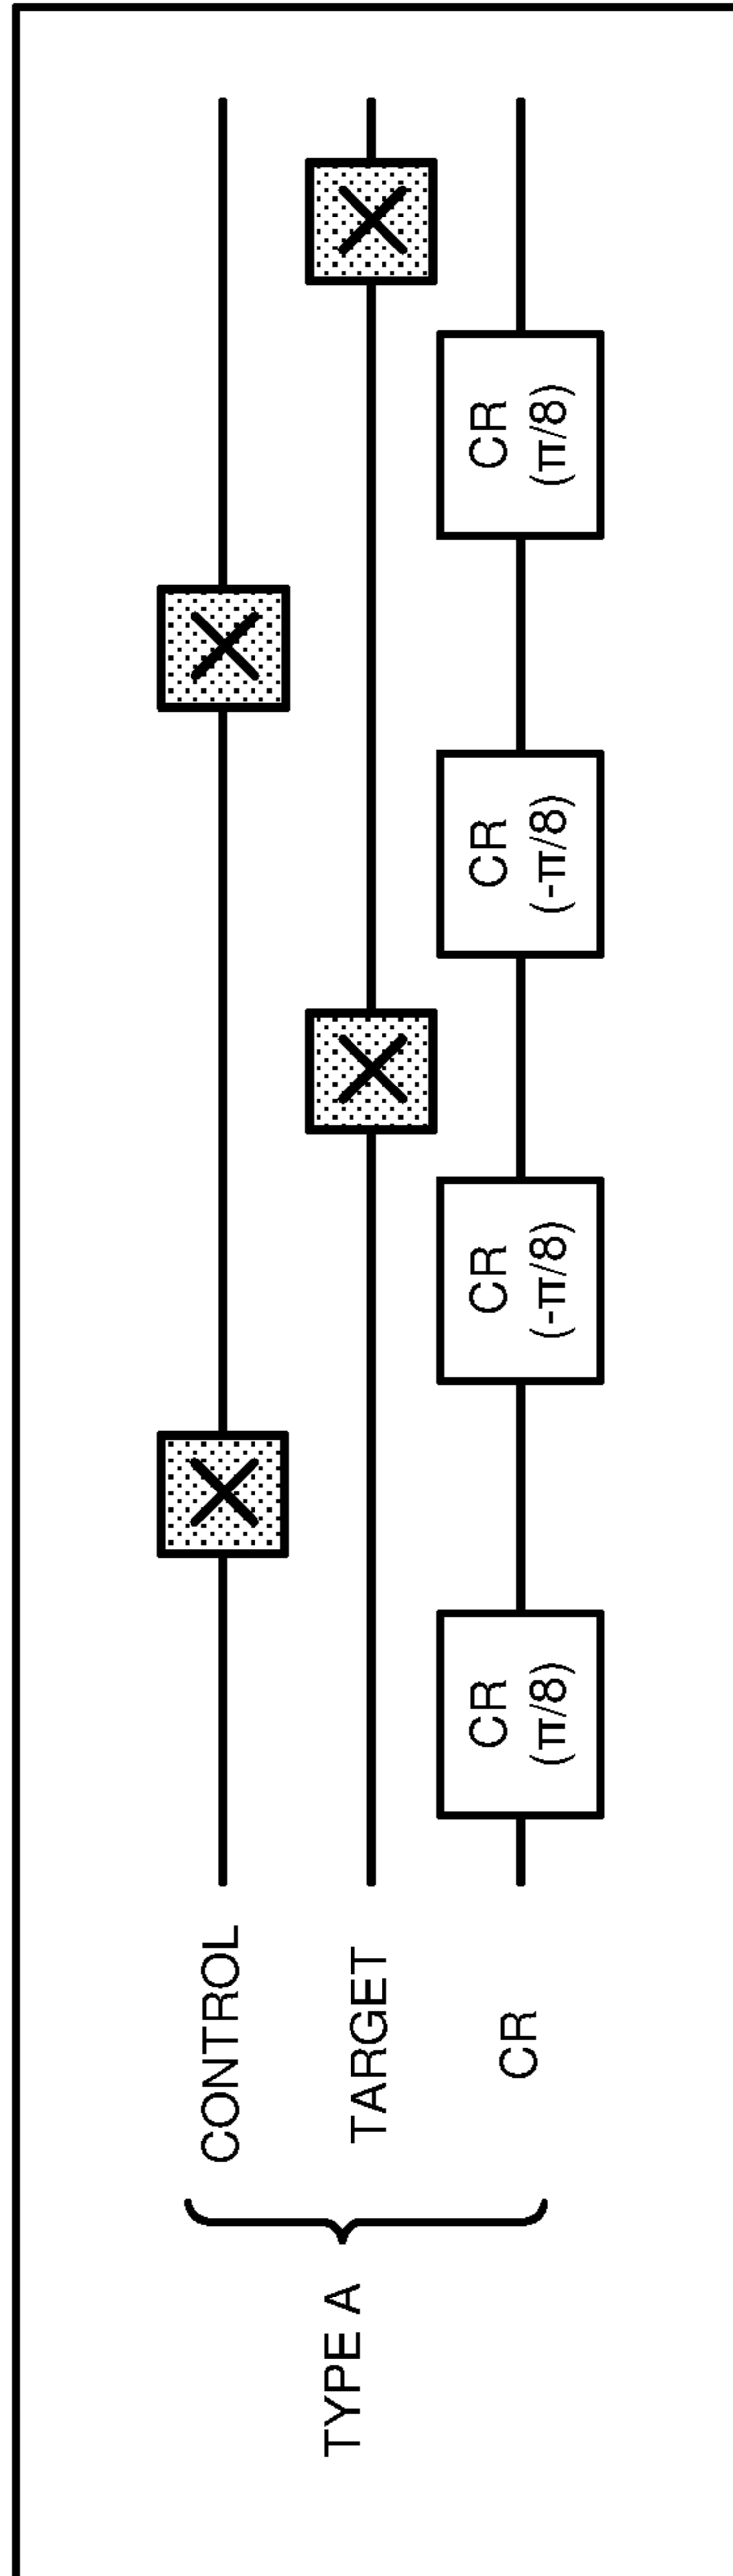 TYPE A
CONTROL
X
X
TARGET
X
X
CR
CR
(π/8)
CR
(-π/8)
CR
(-π/8)
CR
(π/8)